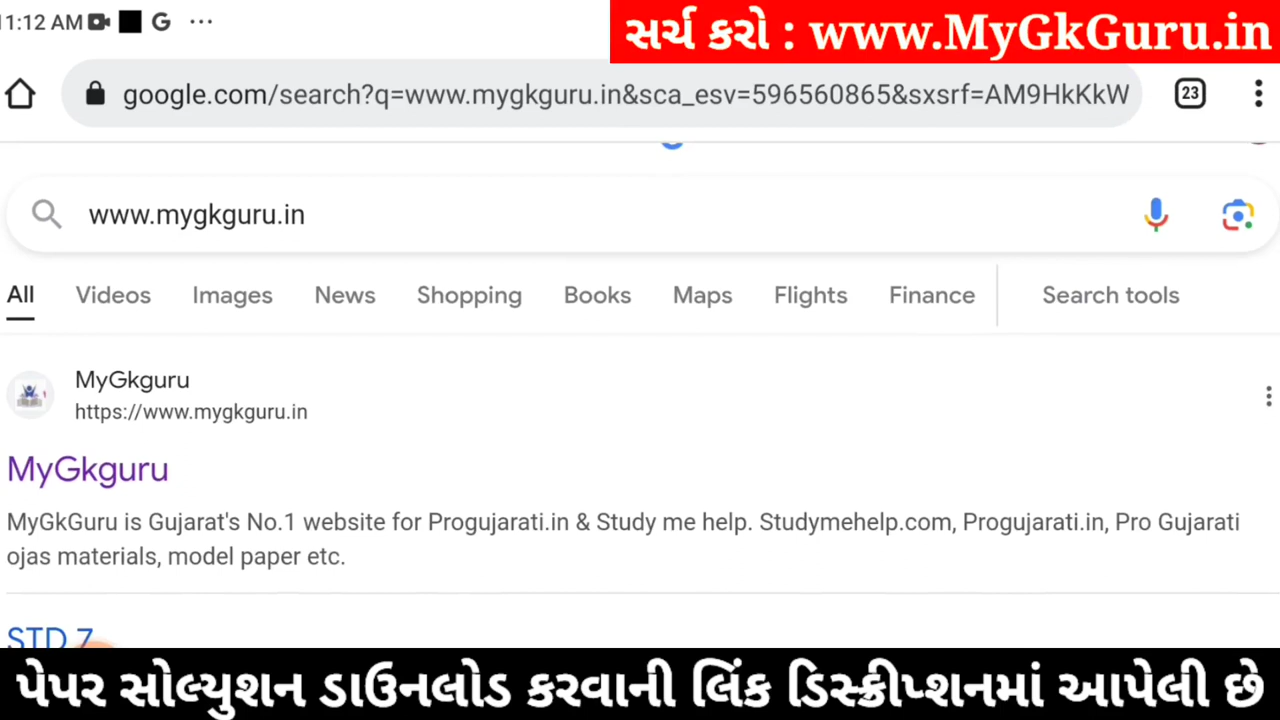 11:12 AM G ...
સર્ચ કરો : www.MyGkGuru.in
google.com/search?q=www.mygkguru.in&sca_esv=596560865&sxsrf=AM9HkKkW
23
www.mygkguru.in
All Videos Images News Shopping Books Maps Flights Finance Search tools
MyGkguru
https://www.mygkguru.in
MyGkguru
MyGkGuru is Gujarat's No.1 website for Progujarati.in & Study me help. Studymehelp.com, Progujarati.in, Pro Gujarati
ojas materials, model paper etc.
STD 7
પેપર સોલ્યુશન ડાઉનલોડ કરવાની લિંક ડિસ્ક્રીપ્શનમાં આપેલી છે